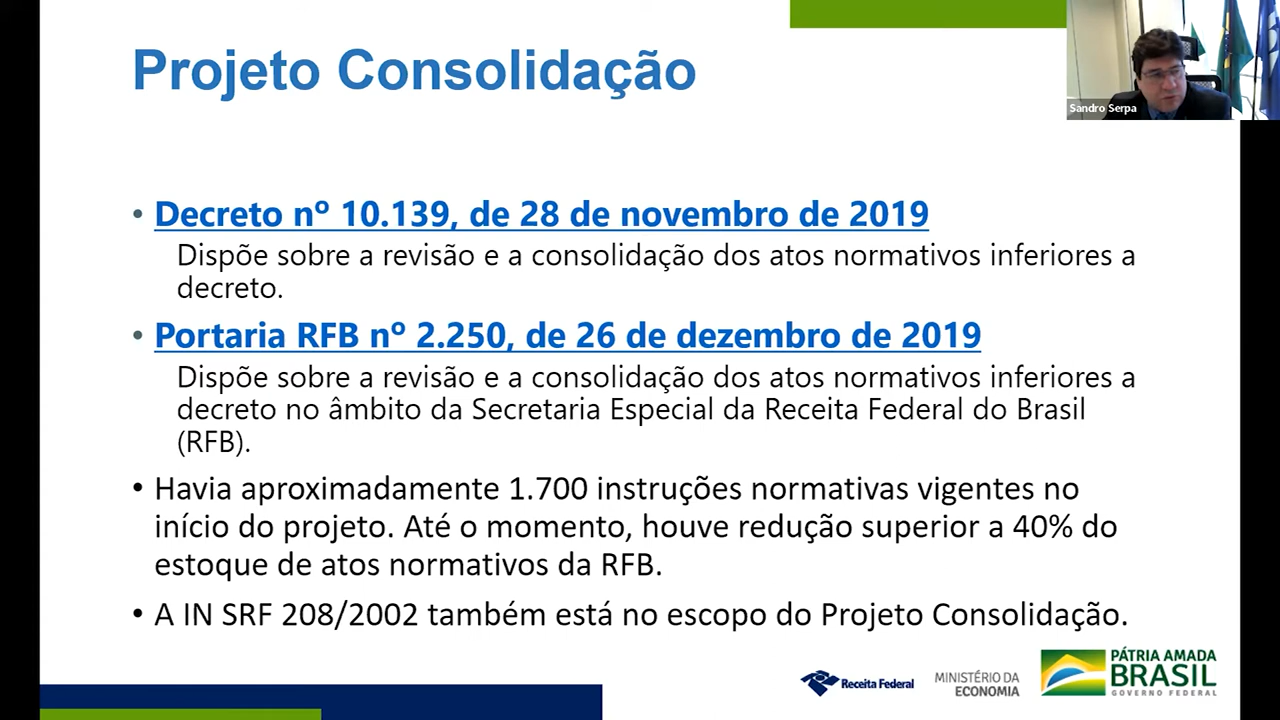 Projeto Consolidação
Sandro Serpa
• Decreto nº 10.139, de 28 de novembro de 2019
Dispõe sobre a revisão e a consolidação dos atos normativos inferiores a
decreto.
• Portaria RFB nº 2.250, de 26 de dezembro de 2019
Dispõe sobre a revisão e a consolidação dos atos normativos inferiores a
decreto no âmbito da Secretaria Especial da Receita Federal do Brasil
(RFB).
• Havia aproximadamente 1.700 instruções normativas vigentes no
início do projeto. Até o momento, houve redução superior a 40% do
estoque de atos normativos da RFB.
• A IN SRF 208/2002 também está no escopo do Projeto Consolidação.
Receita Federal
MINISTÉRIO DA
ECONOMIA
PÁTRIA AMADA
BRASIL
GOVERNO FEDERAL